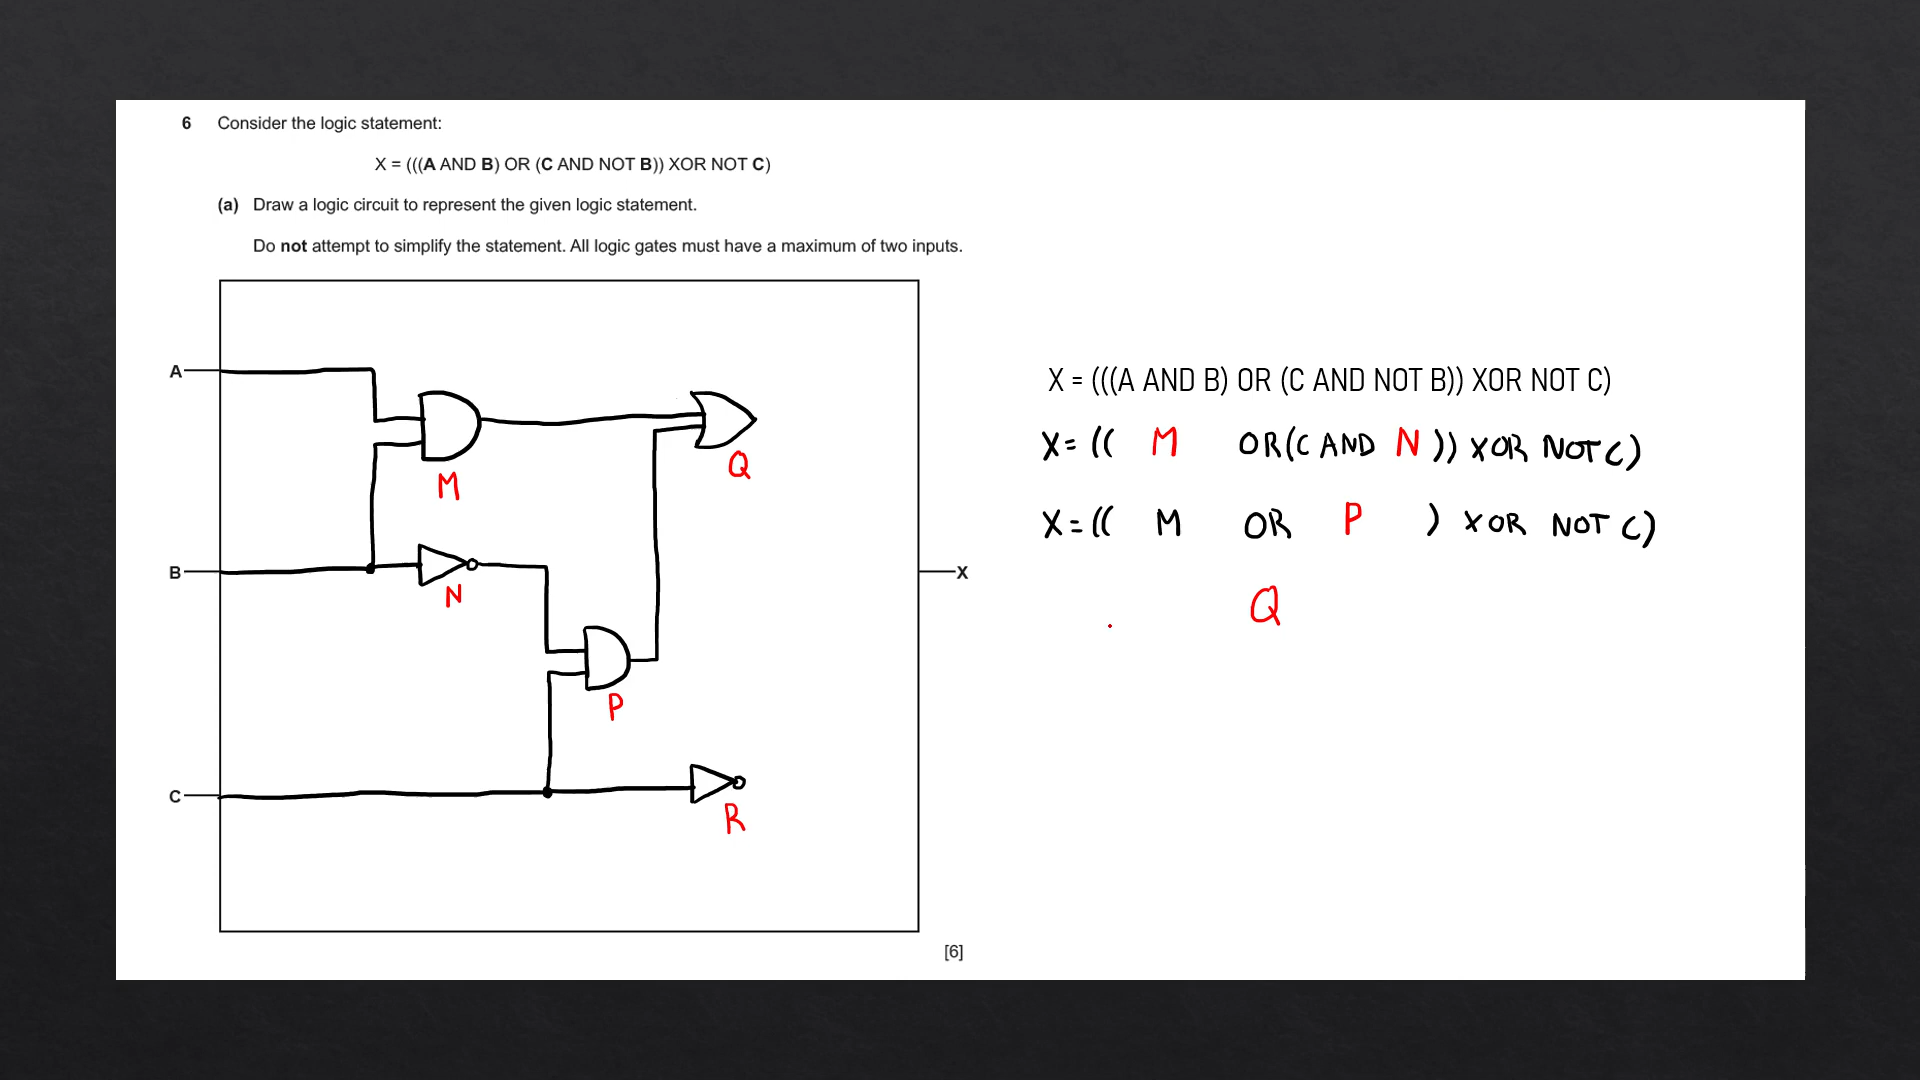 6 Consider the logic statement:
X = (((A AND B) OR (C AND NOT B)) XOR NOT C)
(a) Draw a logic circuit to represent the given logic statement.
Do not attempt to simplify the statement. All logic gates must have a maximum of two inputs.
A
M
Q
B
N
X
P
C
R
[6]
X = (((A AND B) OR (C AND NOT B)) XOR NOT C)
X = (( M OR (C AND N )) XOR NOT C)
X = (( M OR P ) XOR NOT C)
Q